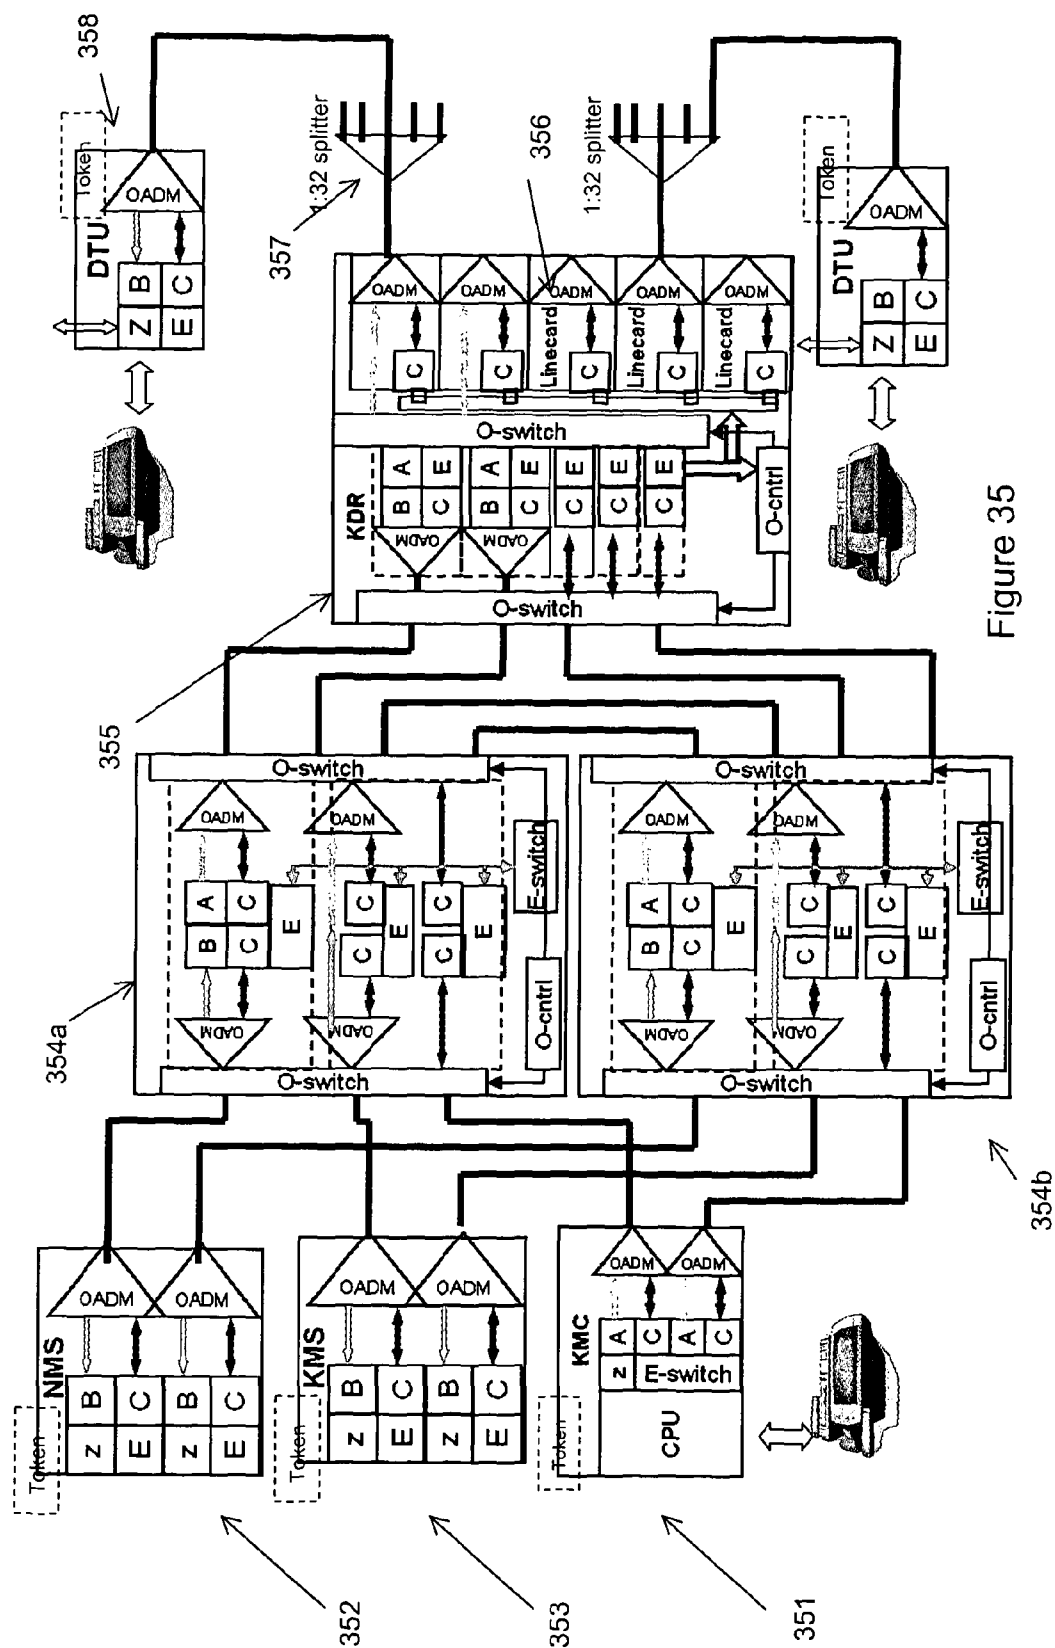 352
Token
NMS
z B
OADM
E C
z B
OADM
E C
353
Token
KMS
z B
OADM
E C
z B
OADM
E C
351
Token
KMC
CPU
z A
OADM
E-switch
C
A
OADM
C
354a
O-switch
OADM
B A
OADM
C C
E
OADM
C C
OADM
E
C C
E
O-cntrl
E-switch
O-switch
354b
O-switch
OADM
B A
OADM
C C
E
OADM
C C
OADM
E
C C
E
O-cntrl
E-switch
O-switch
355
KDR
O-switch
OADM
B A
C E
OADM
B A
C E
C E
C E
C E
O-cntrl
O-switch
C
OADM
C
OADM
Linecard
C
OADM
Linecard
C
OADM
Linecard
C
OADM
356
357
1:32 splitter
1:32 splitter
358
Token
DTU
Z B
E C
OADM
Token
DTU
Z B
E C
OADM
Figure 35